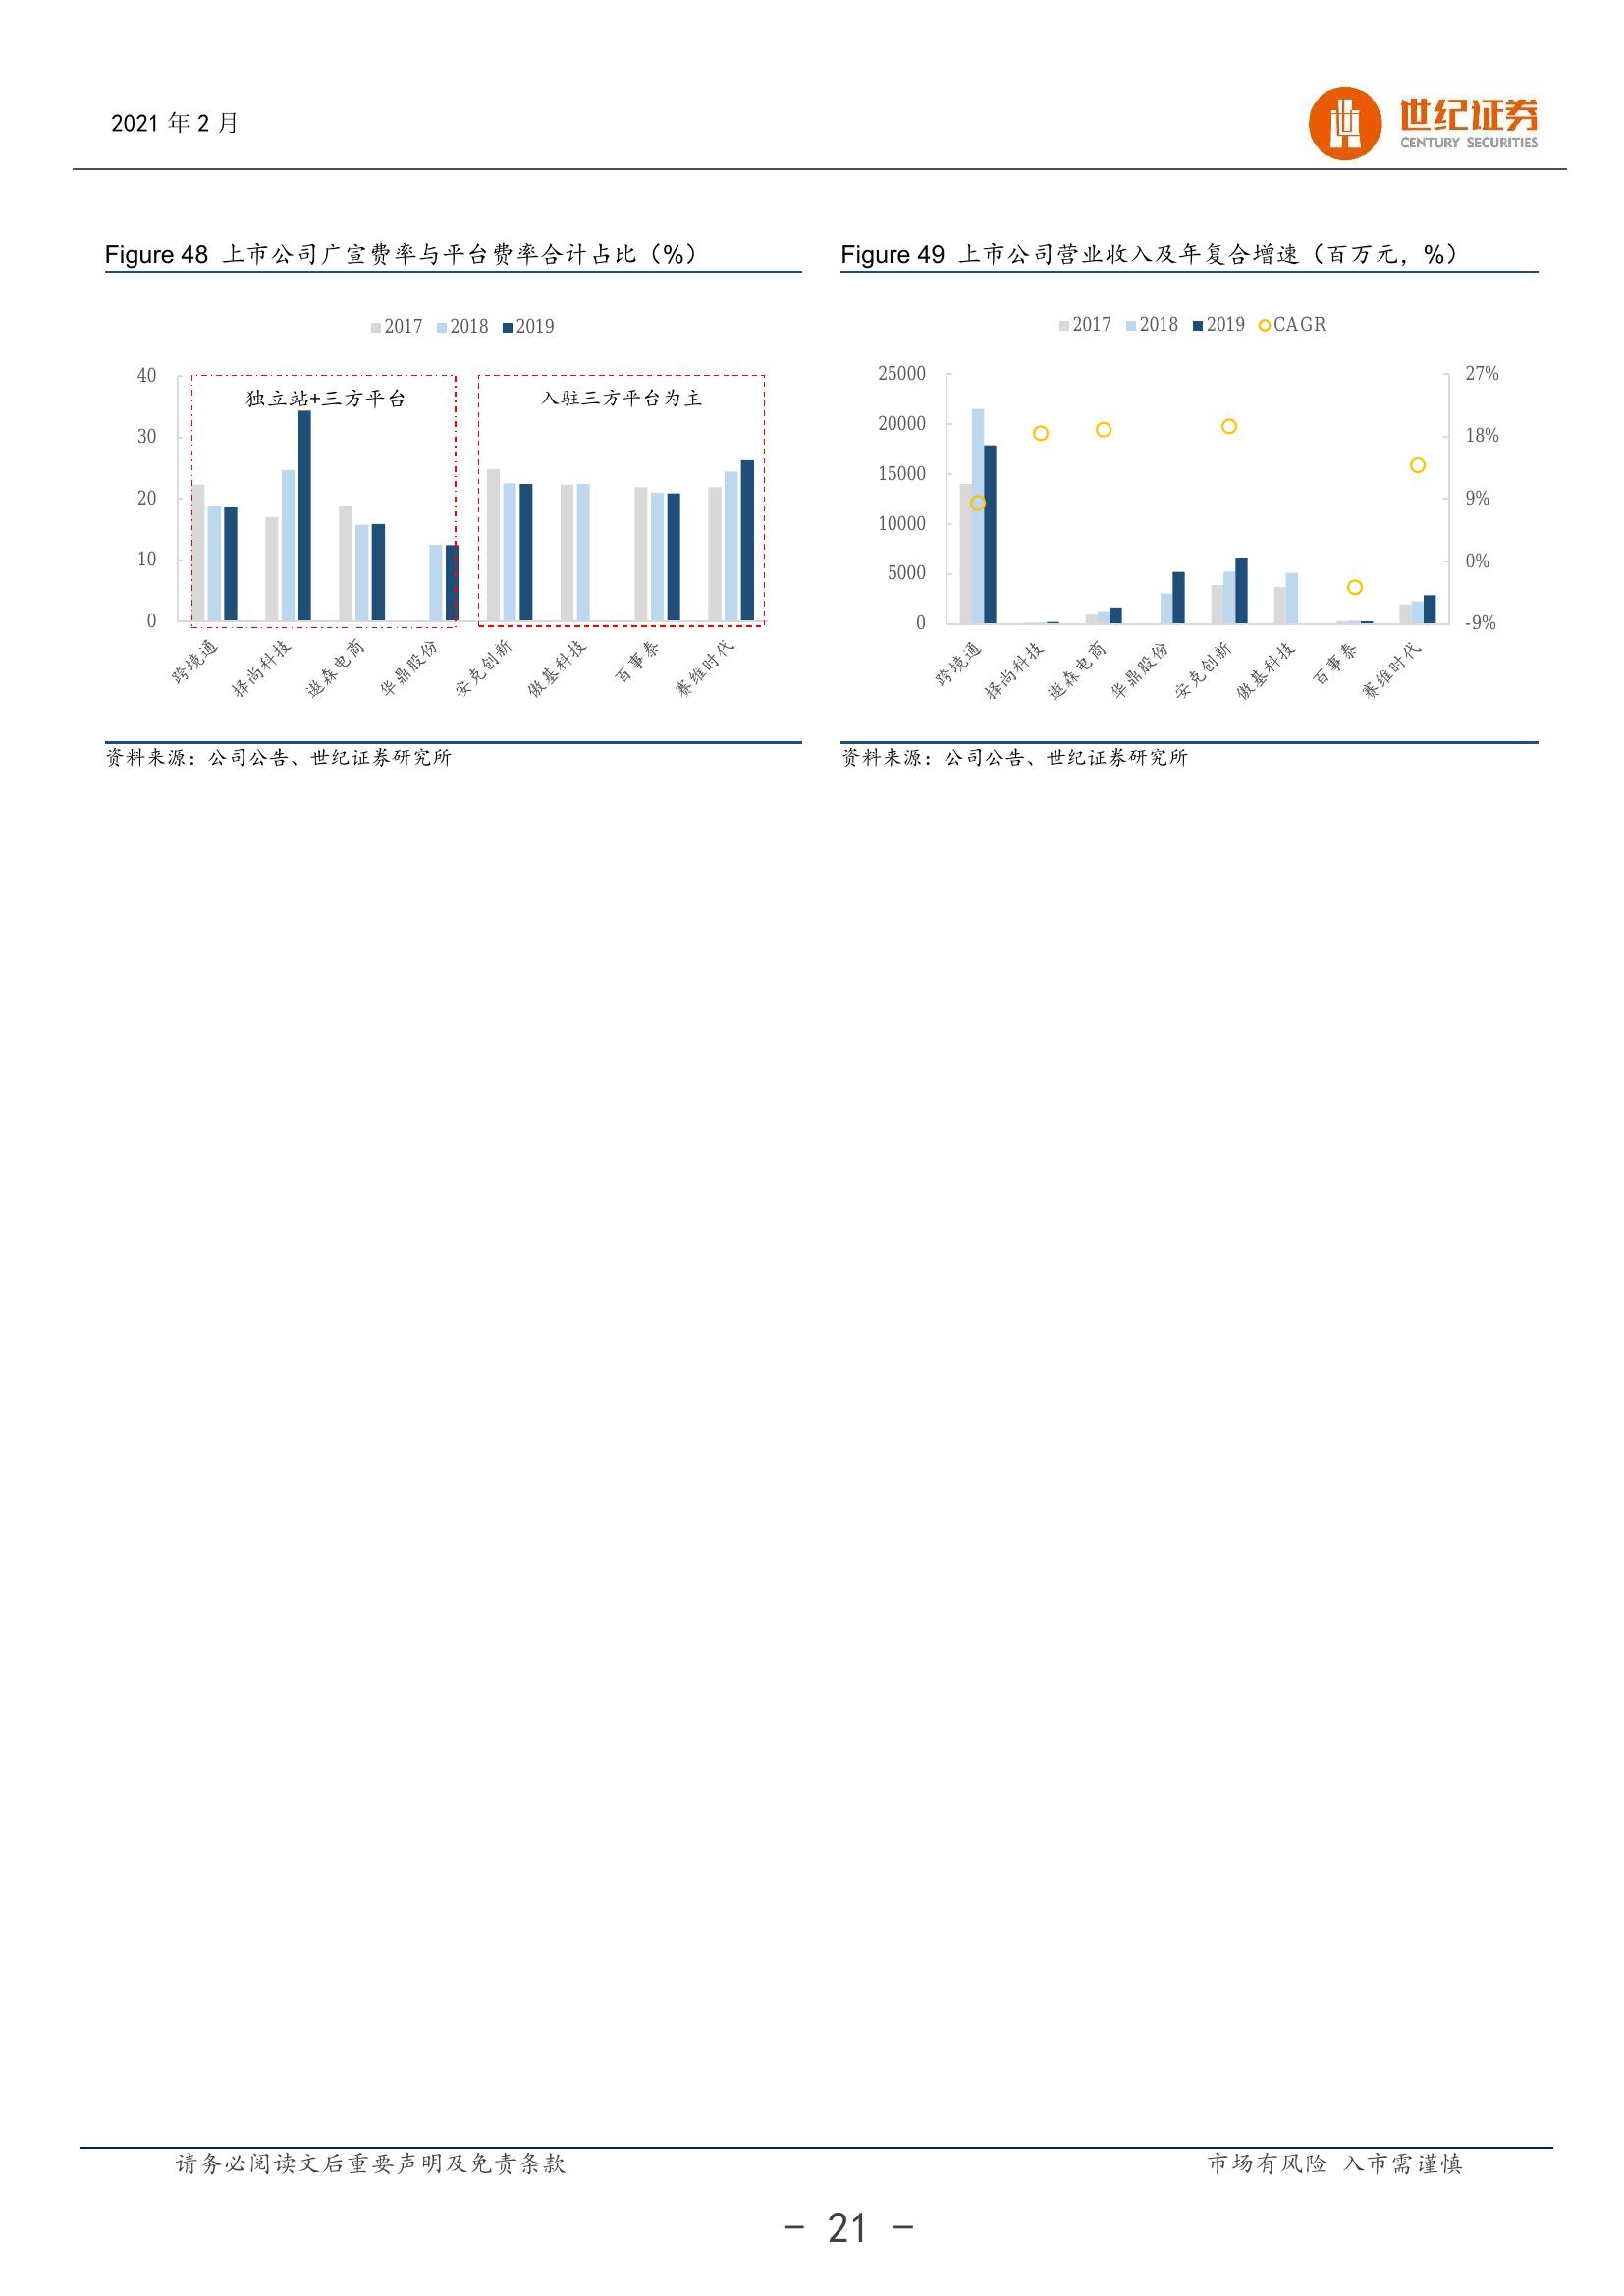 2021 年 2 月
世纪证券
CENTURY SECURITIES
Figure 48 上市公司广宣费率与平台费率合计占比（%）
2017 2018 2019
40
30
20
10
0
独立站+三方平台
入驻三方平台为主
跨境通
择尚科技
遨森电商
华鼎股份
安克创新
傲基科技
百事泰
赛维时代
资料来源：公司公告、世纪证券研究所
Figure 49 上市公司营业收入及年复合增速（百万元，%）
2017 2018 2019 CAGR
25000
20000
15000
10000
5000
0
27%
18%
9%
0%
-9%
跨境通
择尚科技
遨森电商
华鼎股份
安克创新
傲基科技
百事泰
赛维时代
资料来源：公司公告、世纪证券研究所
请务必阅读文后重要声明及免责条款
市场有风险 入市需谨慎
- 21 -